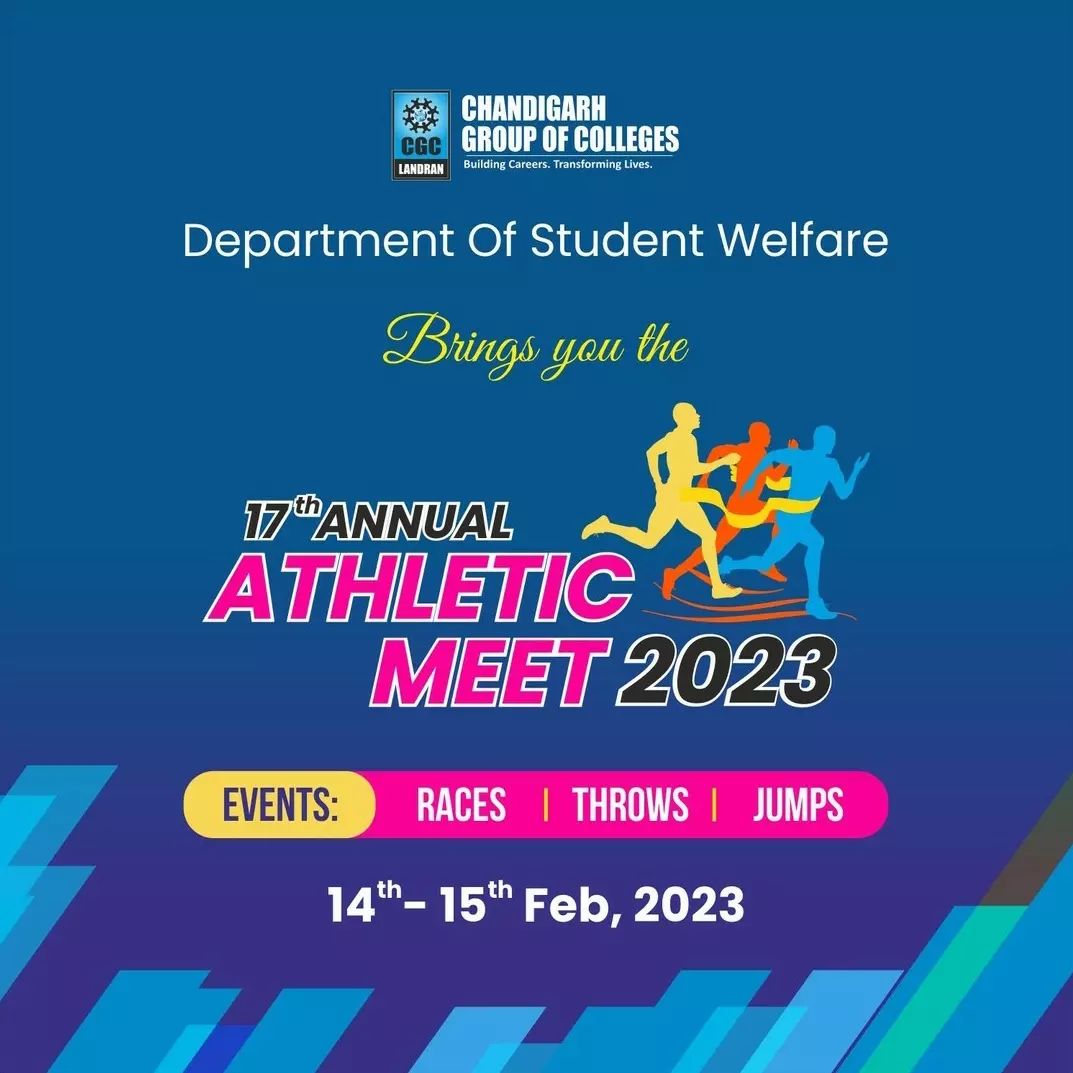 CGC
LANDRAN
CHANDIGARH
GROUP OF COLLEGES
Building Careers. Transforming Lives.
Department Of Student Welfare
Brings you the
17th ANNUAL
ATHLETIC
MEET 2023
EVENTS: RACES | THROWS | JUMPS
14th- 15th Feb, 2023